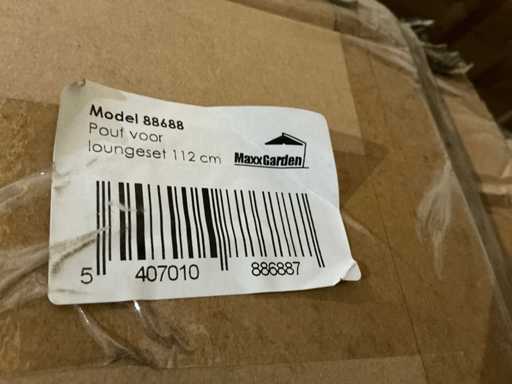 Model 88688
Pouf voor
loungeset 112 cm
MaxxGarden
5 407010 886887